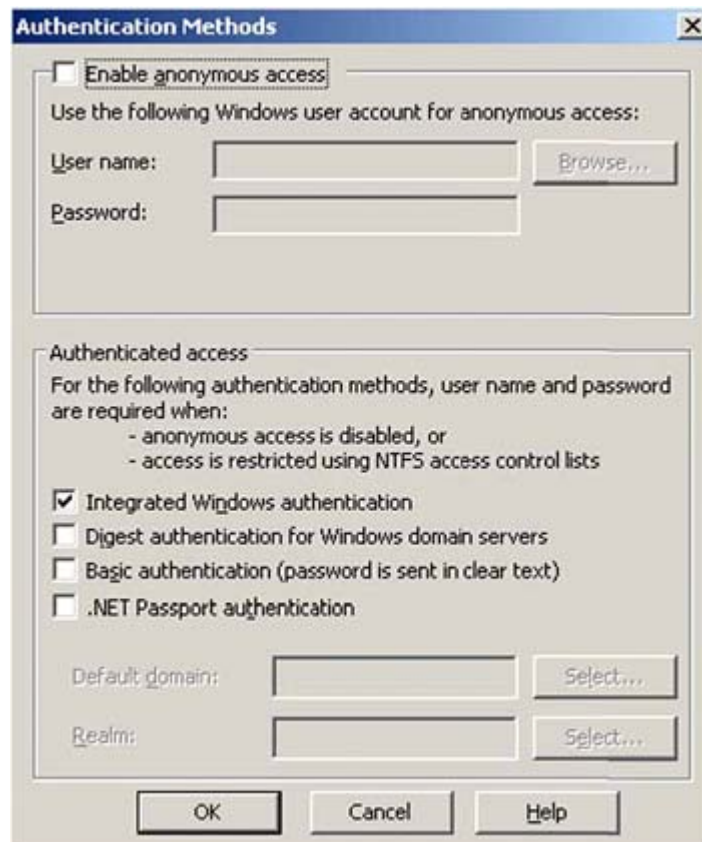 Authentication Methods
Enable anonymous access
Use the following Windows user account for anonymous access:
User name:
Browse...
Password:
Authenticated access
For the following authentication methods, user name and password
are required when:
- anonymous access is disabled, or
- access is restricted using NTFS access control lists
Integrated Windows authentication
Digest authentication for Windows domain servers
Basic authentication (password is sent in clear text)
.NET Passport authentication
Default domain:
Select...
Realm:
Select...
OK
Cancel
Help